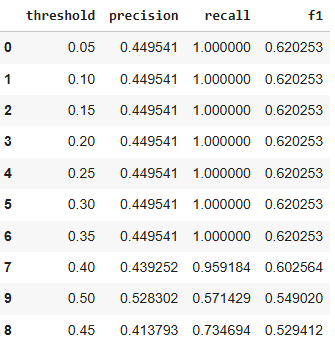 threshold precision recall f1
0 0.05 0.449541 1.000000 0.620253
1 0.10 0.449541 1.000000 0.620253
2 0.15 0.449541 1.000000 0.620253
3 0.20 0.449541 1.000000 0.620253
4 0.25 0.449541 1.000000 0.620253
5 0.30 0.449541 1.000000 0.620253
6 0.35 0.449541 1.000000 0.620253
7 0.40 0.439252 0.959184 0.602564
9 0.50 0.528302 0.571429 0.549020
8 0.45 0.413793 0.734694 0.529412